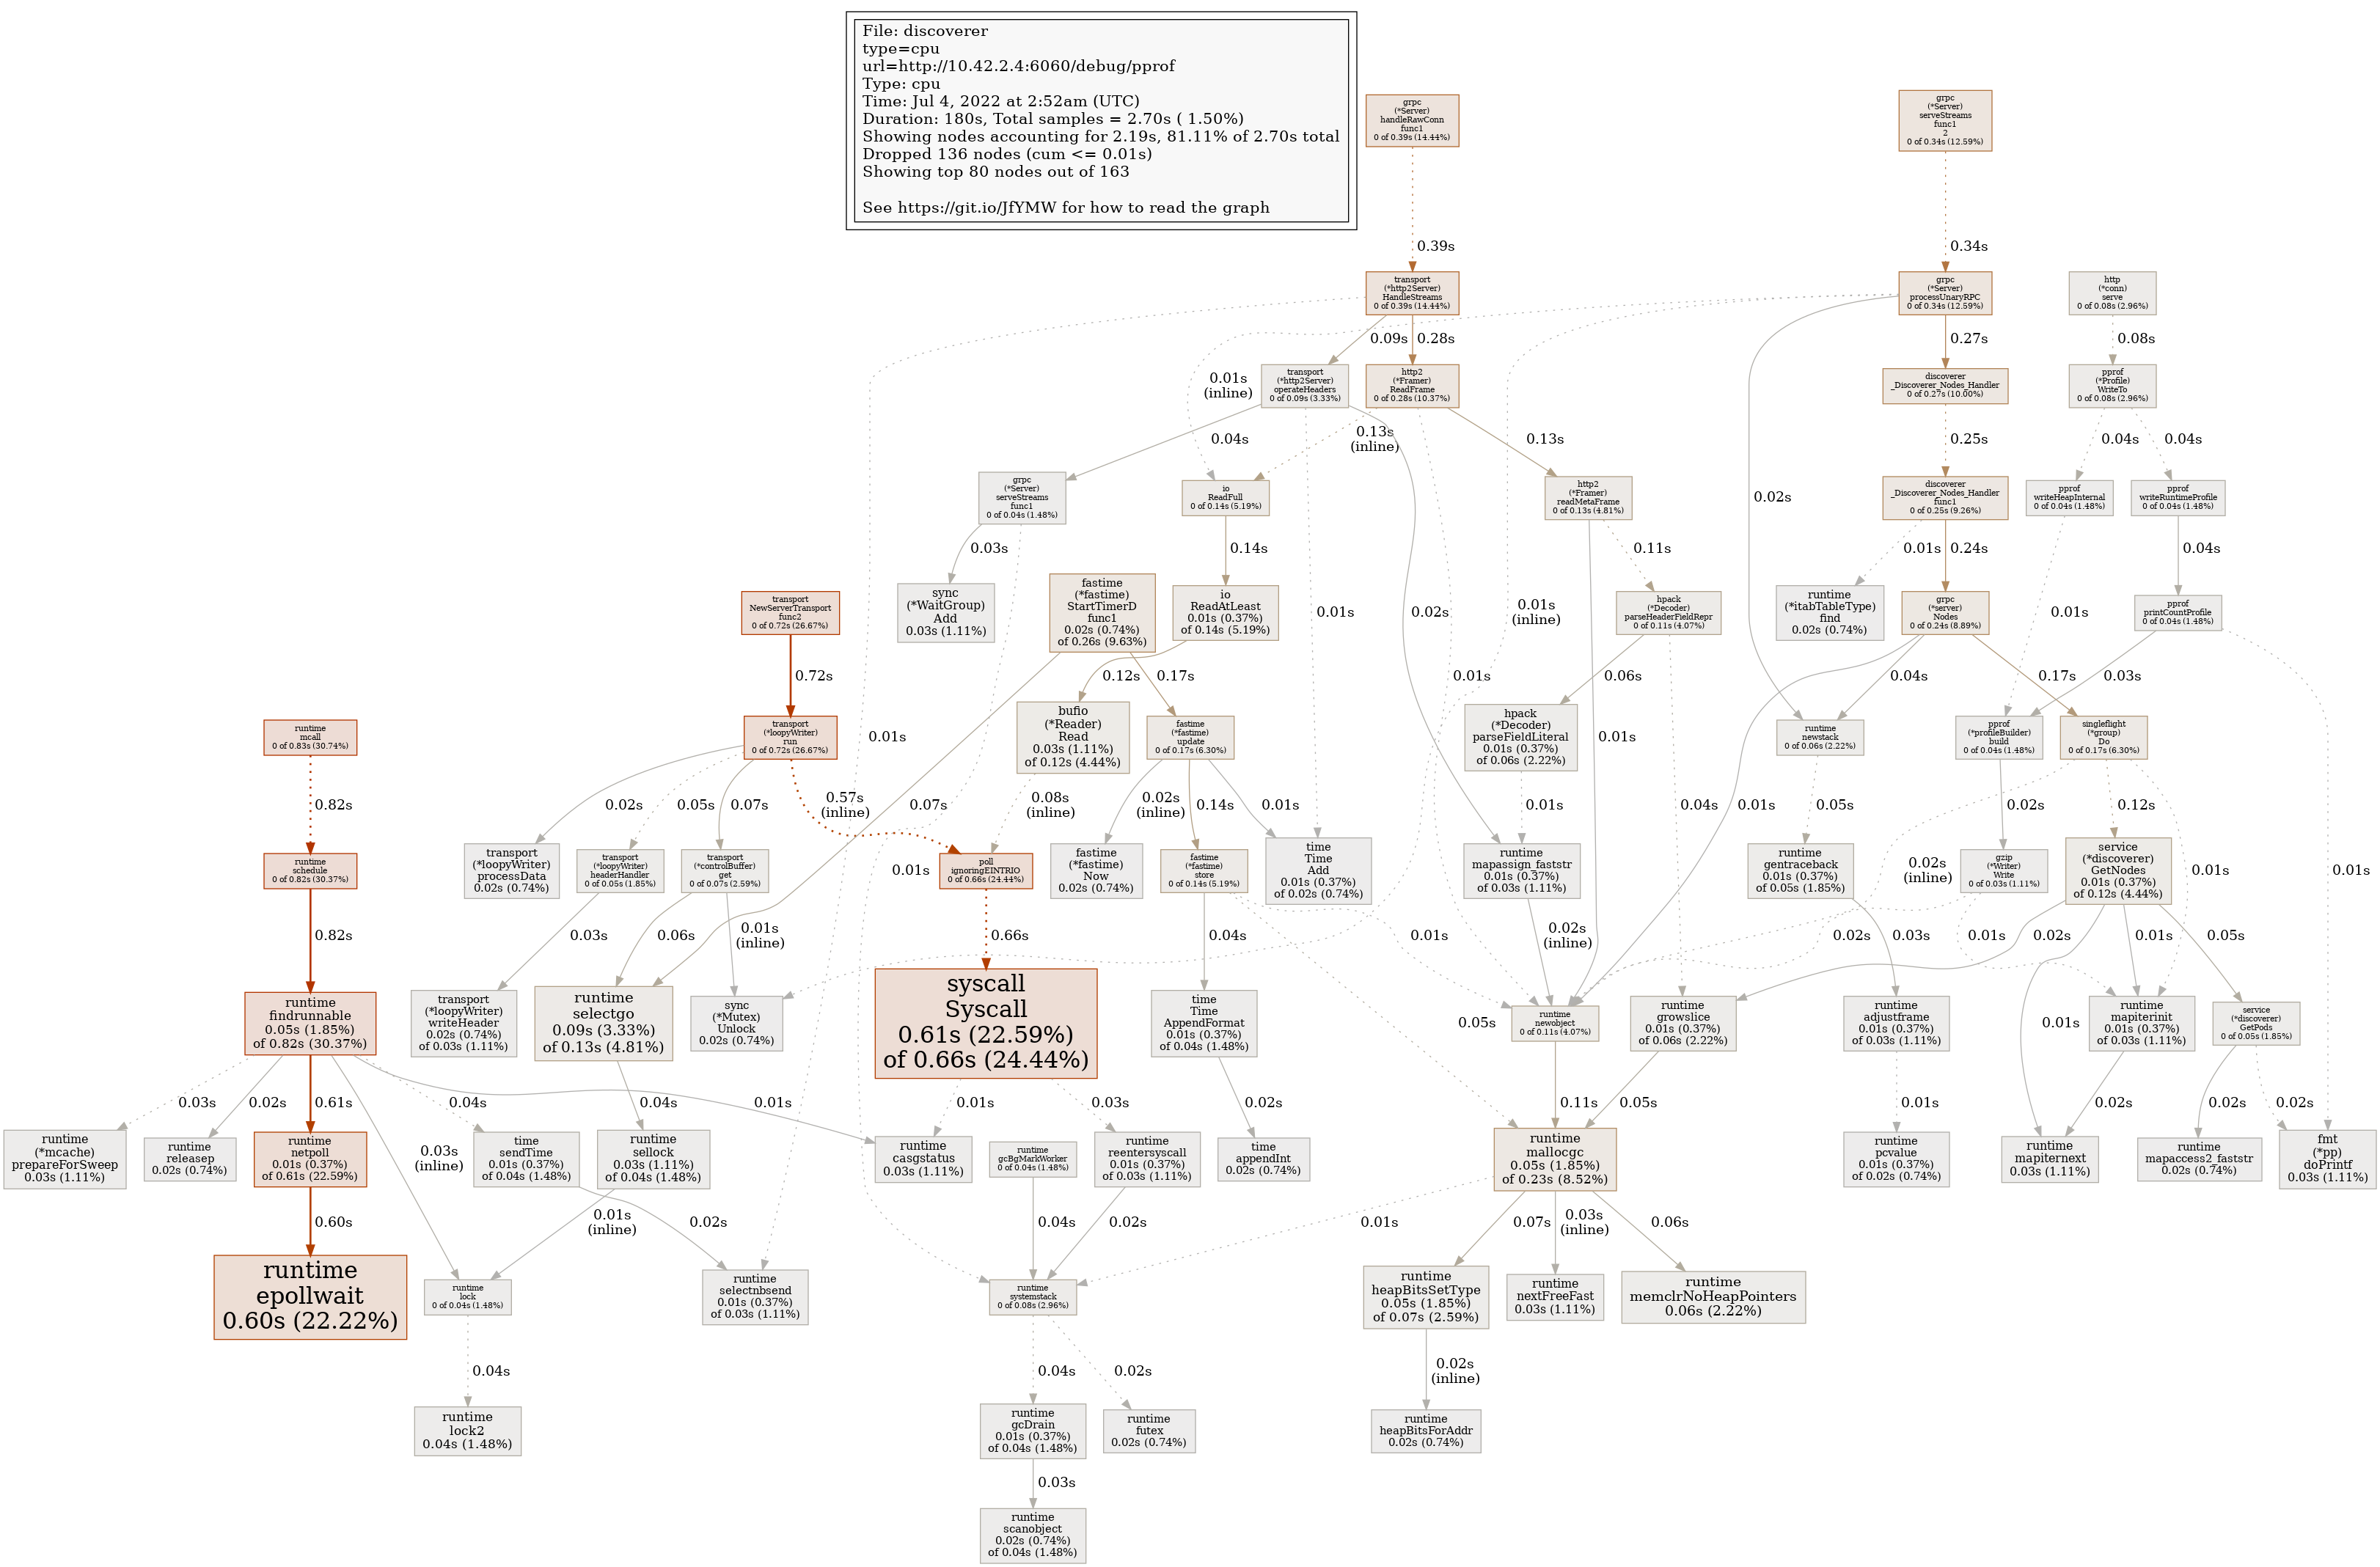 File: discoverer
type=cpu
url=http://10.42.2.4:6060/debug/pprof
Type: cpu
Time: Jul 4, 2022 at 2:52am (UTC)
Duration: 180s, Total samples = 2.70s ( 1.50%)
Showing nodes accounting for 2.19s, 81.11% of 2.70s total
Dropped 136 nodes (cum <= 0.01s)
Showing top 80 nodes out of 163
See https://git.io/JfYMW for how to read the graph
grpc
(*Server)
handleRawConn
func1
0 of 0.39s (14.44%)
grpc
(*Server)
serveStreams
func1
2
0 of 0.34s (12.59%)
0.39s
0.34s
transport
(*http2Server)
HandleStreams
0 of 0.39s (14.44%)
grpc
(*Server)
processUnaryRPC
0 of 0.34s (12.59%)
http
(*conn)
serve
0 of 0.08s (2.96%)
0.09s
0.28s
0.27s
0.08s
0.01s
(inline)
transport
(*http2Server)
operateHeaders
0 of 0.09s (3.33%)
http2
(*Framer)
ReadFrame
0 of 0.28s (10.37%)
discoverer
_Discoverer_Nodes_Handler
0 of 0.27s (10.00%)
pprof
(*Profile)
WriteTo
0 of 0.08s (2.96%)
0.04s
0.13s
(inline)
0.13s
0.25s
0.04s
0.04s
grpc
(*Server)
serveStreams
func1
0 of 0.04s (1.48%)
io
ReadFull
0 of 0.14s (5.19%)
http2
(*Framer)
readMetaFrame
0 of 0.13s (4.81%)
0.02s
discoverer
_Discoverer_Nodes_Handler
func1
0 of 0.25s (9.26%)
pprof
writeHeapInternal
0 of 0.04s (1.48%)
pprof
writeRuntimeProfile
0 of 0.04s (1.48%)
0.03s
0.14s
0.11s
0.01s
0.24s
0.04s
transport
NewServerTransport
func2
0 of 0.72s (26.67%)
sync
(*WaitGroup)
Add
0.03s (1.11%)
fastime
(*fastime)
StartTimerD
func1
0.02s (0.74%)
of 0.26s (9.63%)
io
ReadAtLeast
0.01s (0.37%)
of 0.14s (5.19%)
0.01s
0.02s
0.01s
(inline)
hpack
(*Decoder)
parseHeaderFieldRepr
0 of 0.11s (4.07%)
runtime
(*itabTableType)
find
0.02s (0.74%)
grpc
(*server)
Nodes
0 of 0.24s (8.89%)
0.01s
pprof
printCountProfile
0 of 0.04s (1.48%)
0.72s
0.12s
0.17s
0.01s
0.06s
0.04s
0.17s
0.03s
0.01s
runtime
mcall
0 of 0.83s (30.74%)
transport
(*loopyWriter)
run
0 of 0.72s (26.67%)
0.01s
bufio
(*Reader)
Read
0.03s (1.11%)
of 0.12s (4.44%)
fastime
(*fastime)
update
0 of 0.17s (6.30%)
hpack
(*Decoder)
parseFieldLiteral
0.01s (0.37%)
of 0.06s (2.22%)
0.01s
runtime
newstack
0 of 0.06s (2.22%)
pprof
(*profileBuilder)
build
0 of 0.04s (1.48%)
singleflight
(*group)
Do
0 of 0.17s (6.30%)
0.82s
0.02s
0.05s
0.07s
0.57s
(inline)
0.07s
0.08s
(inline)
0.02s
(inline)
0.14s
0.01s
0.01s
0.04s
0.01s
0.05s
0.02s
0.12s
runtime
schedule
0 of 0.82s (30.37%)
transport
(*loopyWriter)
processData
0.02s (0.74%)
transport
(*loopyWriter)
headerHandler
0 of 0.05s (1.85%)
transport
(*controlBuffer)
get
0 of 0.07s (2.59%)
0.01s
poll
ignoringEINTRIO
0 of 0.66s (24.44%)
fastime
(*fastime)
Now
0.02s (0.74%)
fastime
(*fastime)
store
0 of 0.14s (5.19%)
time
Time
Add
0.01s (0.37%)
of 0.02s (0.74%)
runtime
mapassign_faststr
0.01s (0.37%)
of 0.03s (1.11%)
runtime
gentraceback
0.01s (0.37%)
of 0.05s (1.85%)
0.02s
(inline)
gzip
(*Writer)
Write
0 of 0.03s (1.11%)
service
(*discoverer)
GetNodes
0.01s (0.37%)
of 0.12s (4.44%)
0.01s
0.01s
0.82s
0.03s
0.06s
0.01s
(inline)
0.66s
0.04s
0.01s
0.02s
(inline)
0.02s
0.03s
0.01s
0.02s
0.01s
0.05s
runtime
findrunnable
0.05s (1.85%)
of 0.82s (30.37%)
transport
(*loopyWriter)
writeHeader
0.02s (0.74%)
of 0.03s (1.11%)
runtime
selectgo
0.09s (3.33%)
of 0.13s (4.81%)
sync
(*Mutex)
Unlock
0.02s (0.74%)
syscall
Syscall
0.61s (22.59%)
of 0.66s (24.44%)
time
Time
AppendFormat
0.01s (0.37%)
of 0.04s (1.48%)
0.05s
runtime
newobject
0 of 0.11s (4.07%)
runtime
growslice
0.01s (0.37%)
of 0.06s (2.22%)
runtime
adjustframe
0.01s (0.37%)
of 0.03s (1.11%)
0.01s
runtime
mapiterinit
0.01s (0.37%)
of 0.03s (1.11%)
service
(*discoverer)
GetPods
0 of 0.05s (1.85%)
0.03s
0.02s
0.61s
0.03s
(inline)
0.04s
0.04s
0.01s
0.01s
0.03s
0.02s
0.11s
0.05s
0.01s
0.02s
0.02s
0.02s
runtime
(*mcache)
prepareForSweep
0.03s (1.11%)
runtime
releasep
0.02s (0.74%)
runtime
netpoll
0.01s (0.37%)
of 0.61s (22.59%)
time
sendTime
0.01s (0.37%)
of 0.04s (1.48%)
runtime
sellock
0.03s (1.11%)
of 0.04s (1.48%)
runtime
casgstatus
0.03s (1.11%)
runtime
gcBgMarkWorker
0 of 0.04s (1.48%)
runtime
reentersyscall
0.01s (0.37%)
of 0.03s (1.11%)
time
appendInt
0.02s (0.74%)
runtime
mallocgc
0.05s (1.85%)
of 0.23s (8.52%)
runtime
pcvalue
0.01s (0.37%)
of 0.02s (0.74%)
runtime
mapiternext
0.03s (1.11%)
runtime
mapaccess2_faststr
0.02s (0.74%)
fmt
(*pp)
doPrintf
0.03s (1.11%)
0.60s
0.01s
(inline)
0.02s
0.04s
0.02s
0.01s
0.07s
0.03s
(inline)
0.06s
runtime
epollwait
0.60s (22.22%)
runtime
lock
0 of 0.04s (1.48%)
runtime
selectnbsend
0.01s (0.37%)
of 0.03s (1.11%)
runtime
systemstack
0 of 0.08s (2.96%)
runtime
heapBitsSetType
0.05s (1.85%)
of 0.07s (2.59%)
runtime
nextFreeFast
0.03s (1.11%)
runtime
memclrNoHeapPointers
0.06s (2.22%)
0.04s
0.04s
0.02s
0.02s
(inline)
runtime
lock2
0.04s (1.48%)
runtime
gcDrain
0.01s (0.37%)
of 0.04s (1.48%)
runtime
futex
0.02s (0.74%)
runtime
heapBitsForAddr
0.02s (0.74%)
0.03s
runtime
scanobject
0.02s (0.74%)
of 0.04s (1.48%)